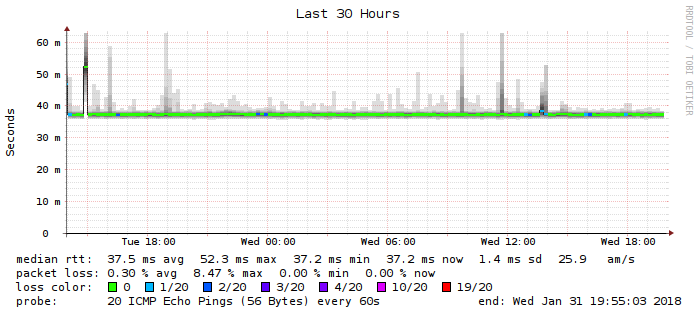 Last 30 Hours
RRDTOOL / TOBI OETIKER
Seconds
60 m
50 m
40 m
30 m
20 m
10 m
0
Tue 18:00 Wed 00:00 Wed 06:00 Wed 12:00 Wed 18:00
median rtt: 37.5 ms avg 52.3 ms max 37.2 ms min 37.2 ms now 1.4 ms sd 25.9 am/s
packet loss: 0.30 % avg 8.47 % max 0.00 % min 0.00 % now
loss color: 0 1/20 2/20 3/20 4/20 10/20 19/20
probe: 20 ICMP Echo Pings (56 Bytes) every 60s end: Wed Jan 31 19:55:03 2018